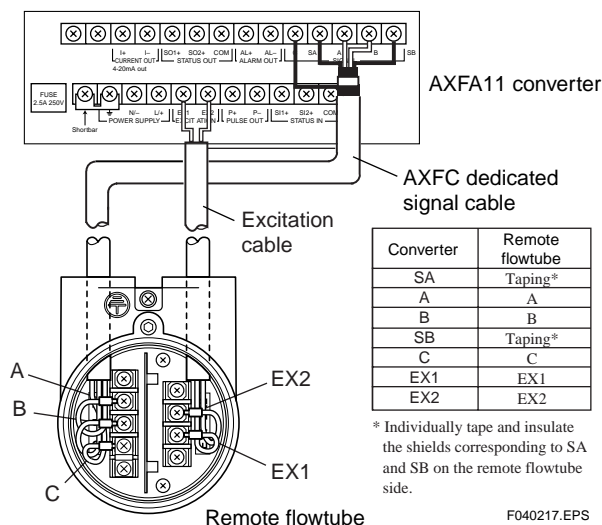 I+ I– SO1+ SO2+ COM AL+ AL– SA A B SB
CURRENT OUT STATUS OUT ALARM OUT
4-20mA out
FUSE
2.5A 250V
N/– L/+ EX1 EX2 P+ P– SI1+ SI2+ COM
POWER SUPPLY PULSE OUT STATUS IN
Shortbar
AXFA11 converter
AXFC dedicated
signal cable
Excitation
cable
Converter Remote flowtube
SA Taping*
A A
B B
SB Taping*
C C
EX1 EX1
EX2 EX2
* Individually tape and insulate
the shields corresponding to SA
and SB on the remote flowtube
side.
A
B
C
EX2
EX1
Remote flowtube
F040217.EPS